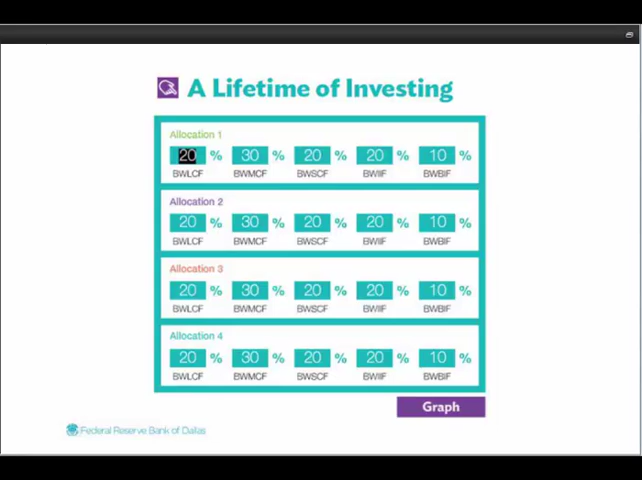 A Lifetime of Investing
Allocation 1
20 % 30 % 20 % 20 % 10 %
BWLCF BWMCF BWSCF BWIIF BWBIF
Allocation 2
20 % 30 % 20 % 20 % 10 %
BWLCF BWMCF BWSCF BWIIF BWBIF
Allocation 3
20 % 30 % 20 % 20 % 10 %
BWLCF BWMCF BWSCF BWIIF BWBIF
Allocation 4
20 % 30 % 20 % 20 % 10 %
BWLCF BWMCF BWSCF BWIIF BWBIF
Graph
Federal Reserve Bank of Dallas